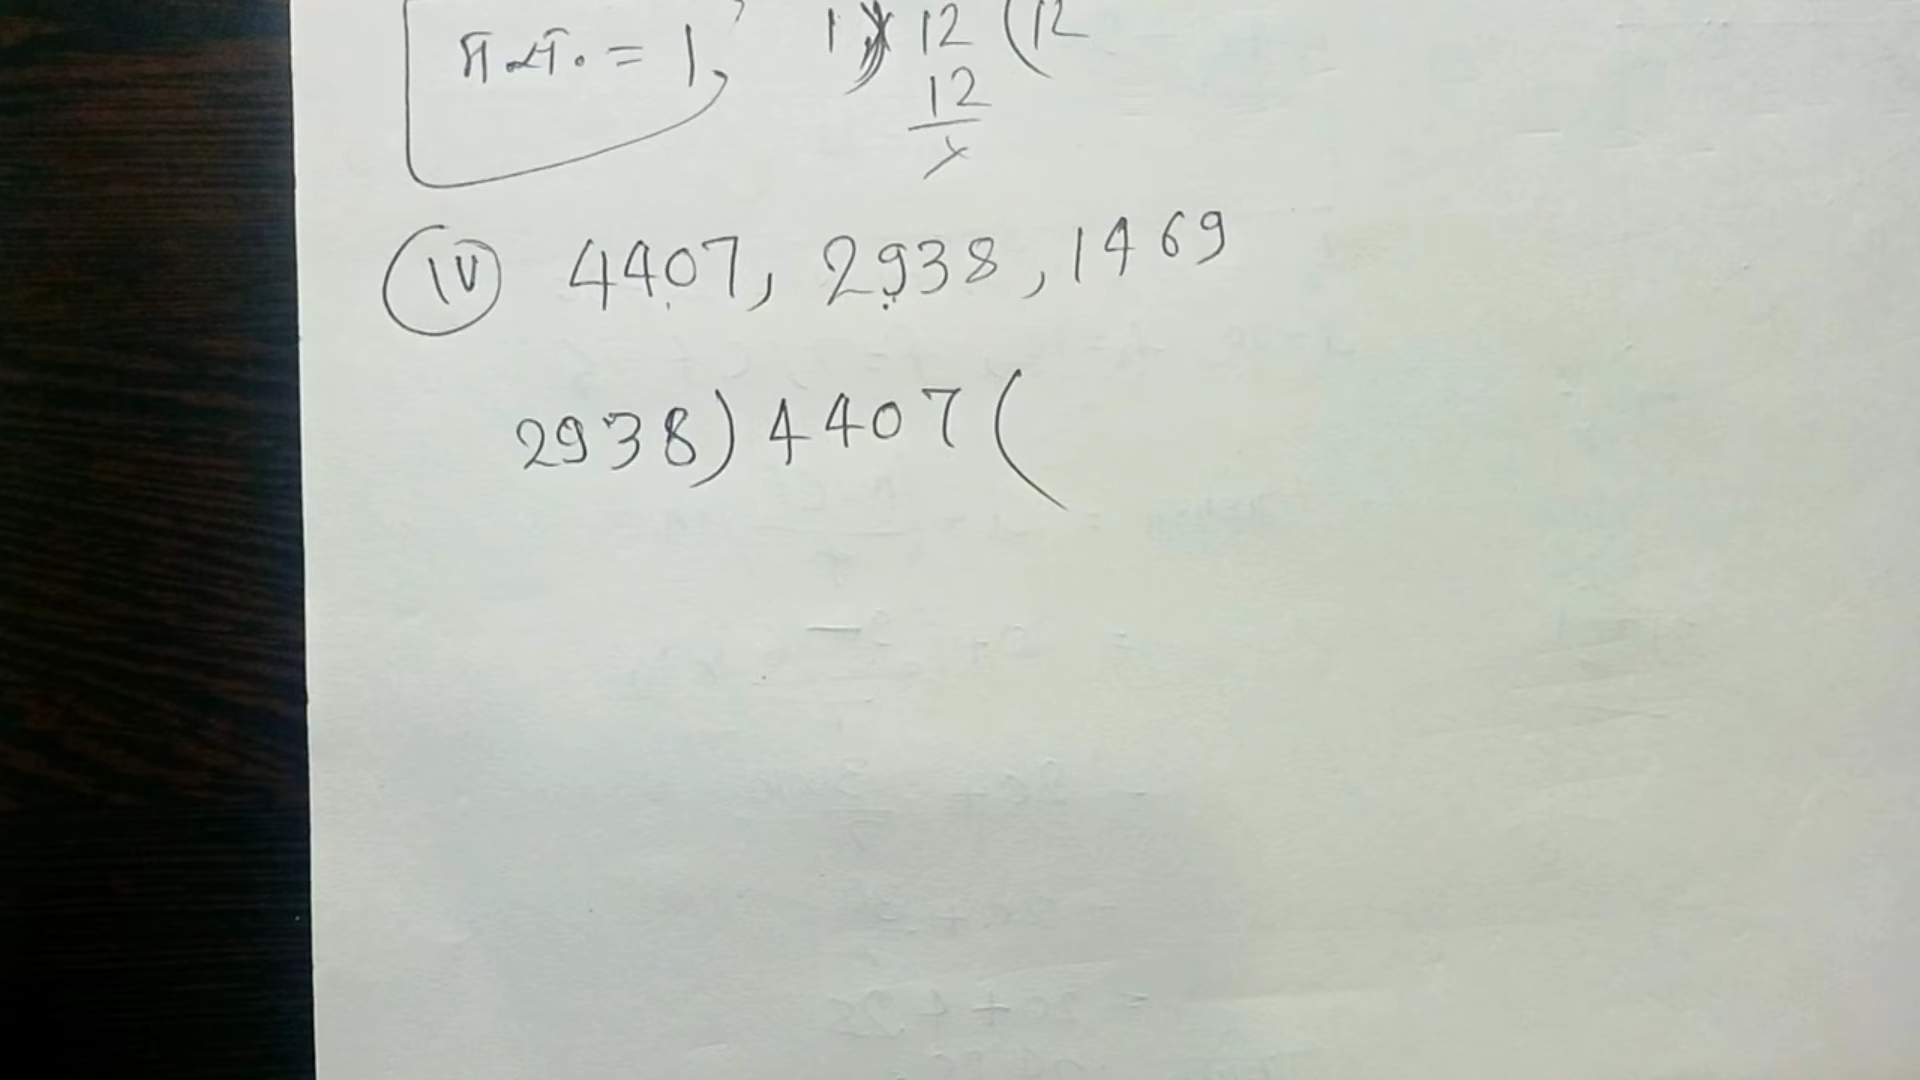 = 1, 1) 12 (12
12
x
(iv) 4407, 2938, 1469
2938) 4407 (